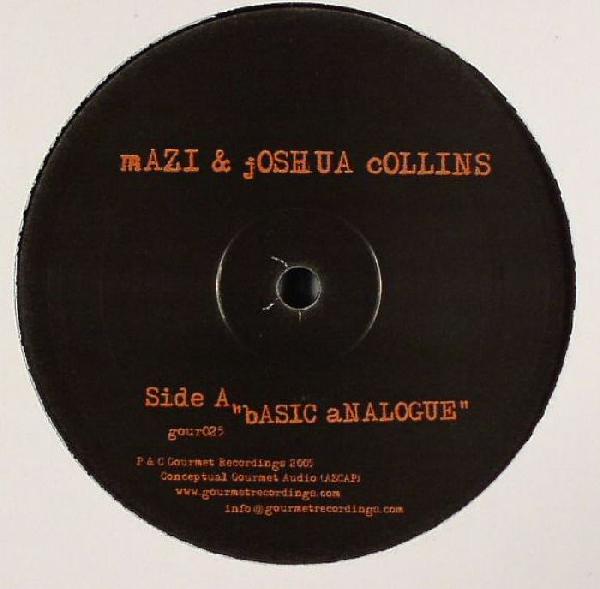 mAZI & jOSHUA cOLLINS
Side A "bASIC aNALOGUE"
gour025
P & C Gourmet Recordings 2005
Conceptual Gourmet Audio (ASCAP)
www.gourmetrecordings.com
info@gourmetrecordings.com